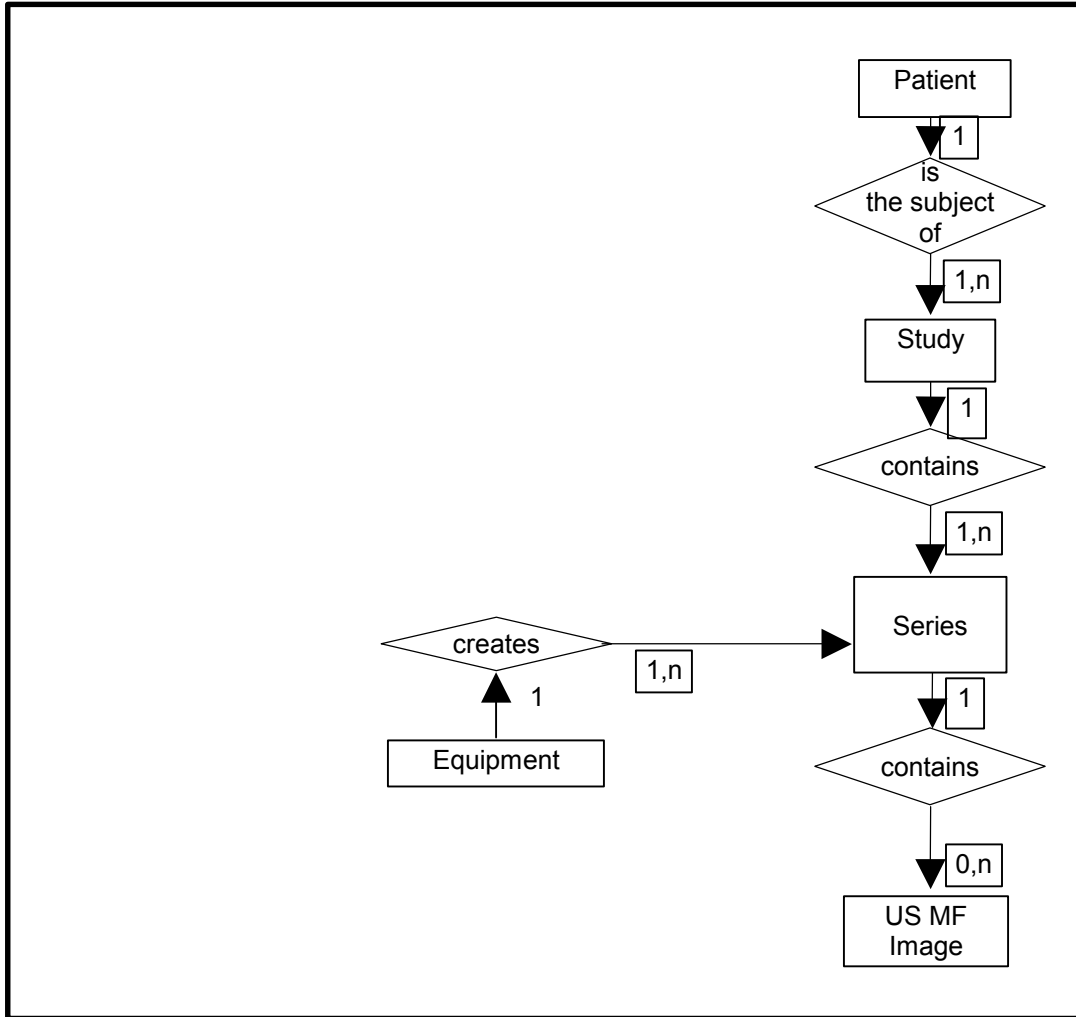 Patient
1
is
the subject
of
1,n
Study
1
contains
1,n
Series
creates
1,n
1
1
Equipment
contains
0,n
US MF
Image